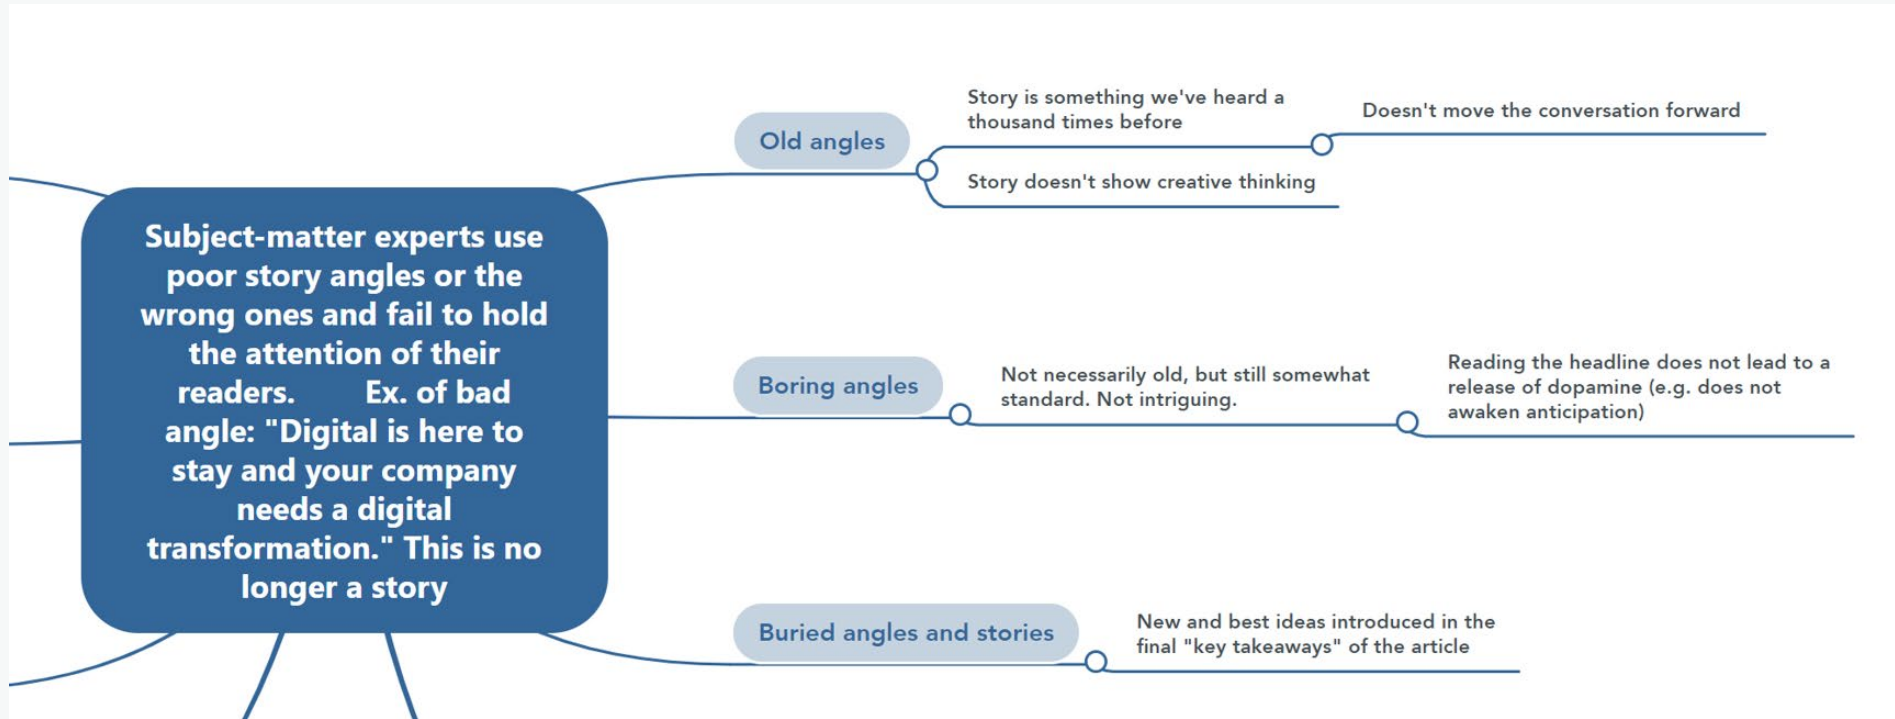 Subject-matter experts use
poor story angles or the
wrong ones and fail to hold
the attention of their
readers. Ex. of bad
angle: "Digital is here to
stay and your company
needs a digital
transformation." This is no
longer a story
Old angles
Story is something we've heard a
thousand times before
Doesn't move the conversation forward
Story doesn't show creative thinking
Boring angles
Not necessarily old, but still somewhat
standard. Not intriguing.
Reading the headline does not lead to a
release of dopamine (e.g. does not
awaken anticipation)
Buried angles and stories
New and best ideas introduced in the
final "key takeaways" of the article